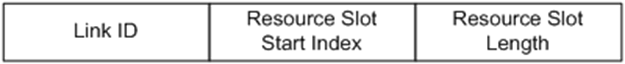 Link ID
Resource Slot
Start Index
Resource Slot
Length